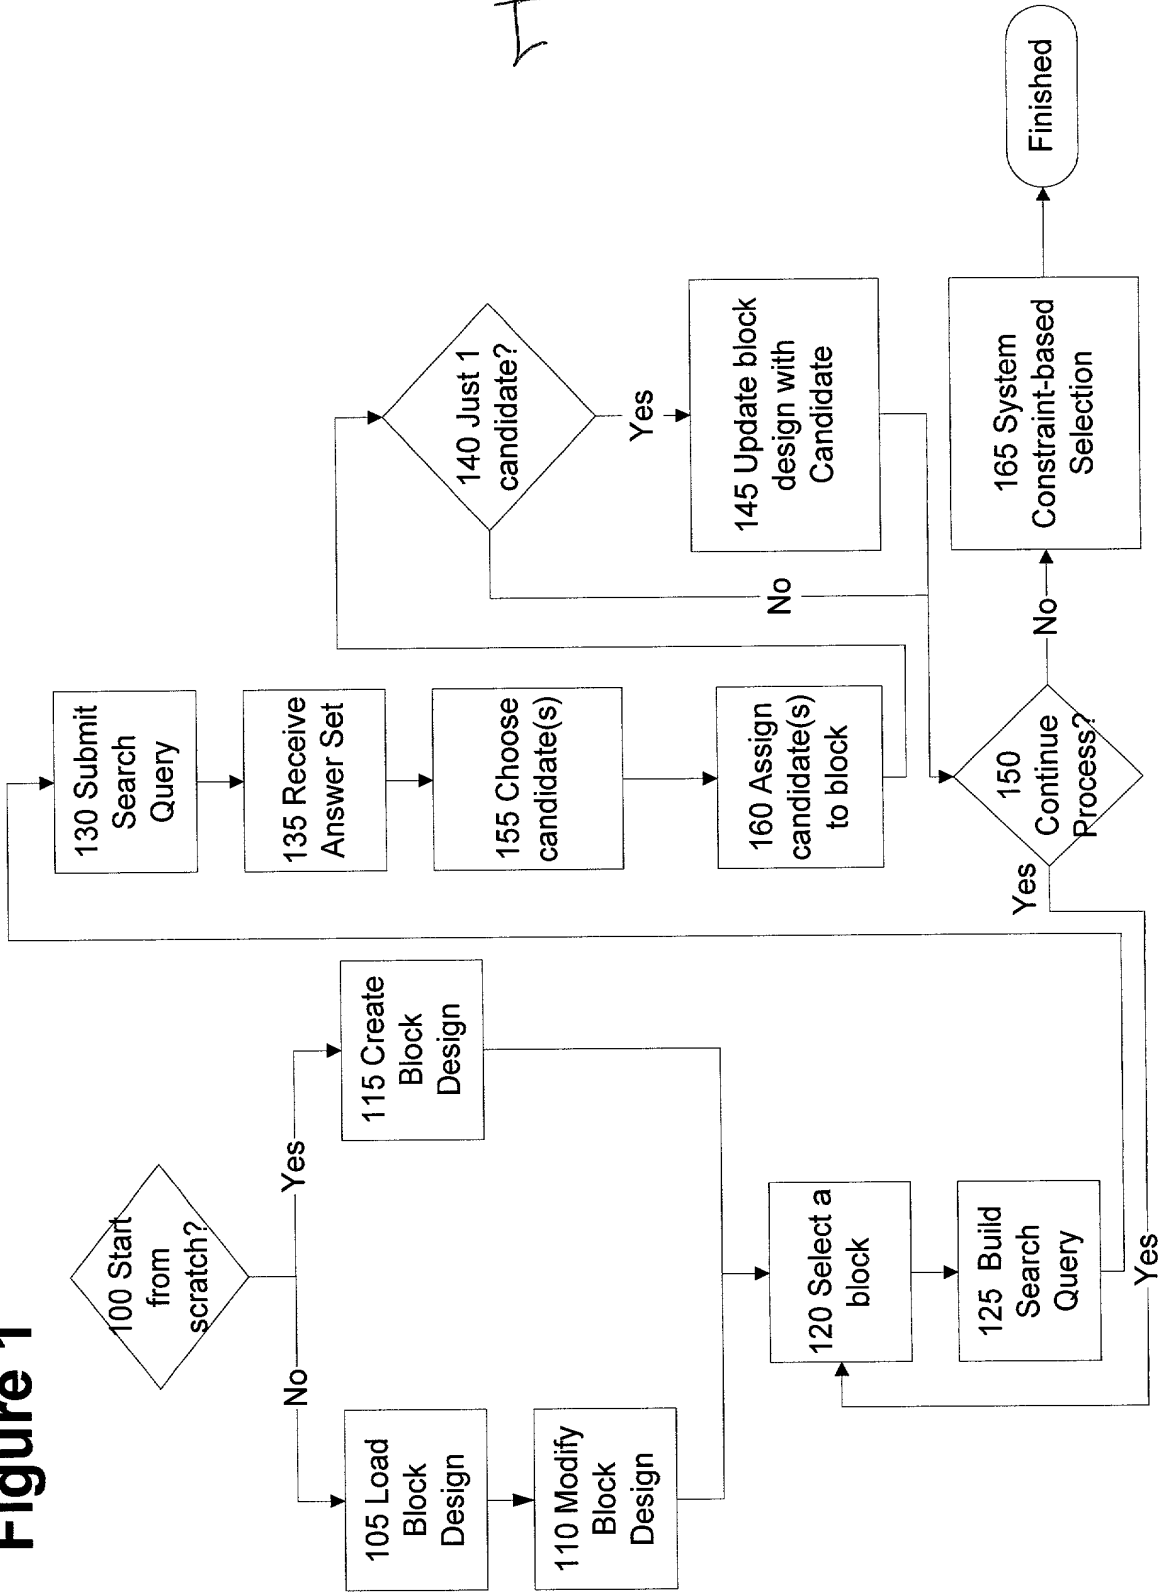 Figure 1
100 Start
from
scratch?
No
Yes
105 Load
Block
Design
110 Modify
Block
Design
115 Create
Block
Design
120 Select a
block
125 Build
Search
Query
130 Submit
Search
Query
135 Receive
Answer Set
155 Choose
candidate(s)
160 Assign
candidate(s)
to block
140 Just 1
candidate?
Yes
No
145 Update block
design with
Candidate
150
Continue
Process?
Yes
Yes
No
165 System
Constraint-based
Selection
Finished